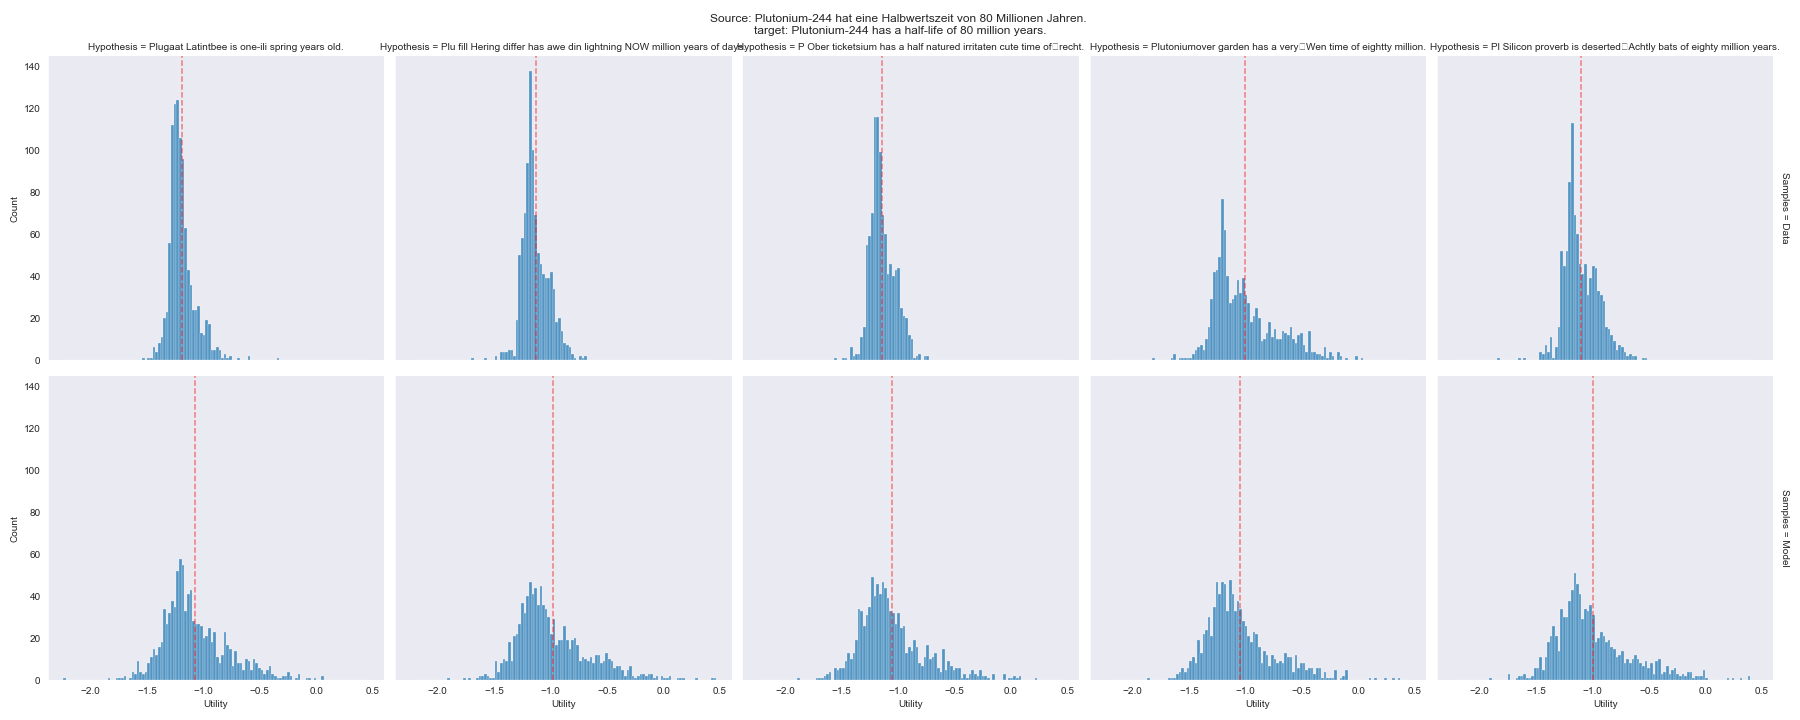 Source: Plutonium-244 hat eine Halbwertszeit von 80 Millionen Jahren.
target: Plutonium-244 has a half-life of 80 million years.
Hypothesis = Plugaat Latintbee is one-ili spring years old.
Hypothesis = Plu fill Hering differ has awe din lightning NOW million years of days.
Hypothesis = P Ober ticketsium has a half natured irritaten cute time of□recht.
Hypothesis = Plutoniumover garden has a very□Wen time of eightty million.
Hypothesis = Pl Silicon proverb is deserted□Achtly bats of eighty million years.
140
120
100
80
60
40
20
0
Count
Samples = Data
140
120
100
80
60
40
20
0
Count
Samples = Model
−2.0 −1.5 −1.0 −0.5 0.0 0.5
−2.0 −1.5 −1.0 −0.5 0.0 0.5
−2.0 −1.5 −1.0 −0.5 0.0 0.5
−2.0 −1.5 −1.0 −0.5 0.0 0.5
−2.0 −1.5 −1.0 −0.5 0.0 0.5
Utility
Utility
Utility
Utility
Utility